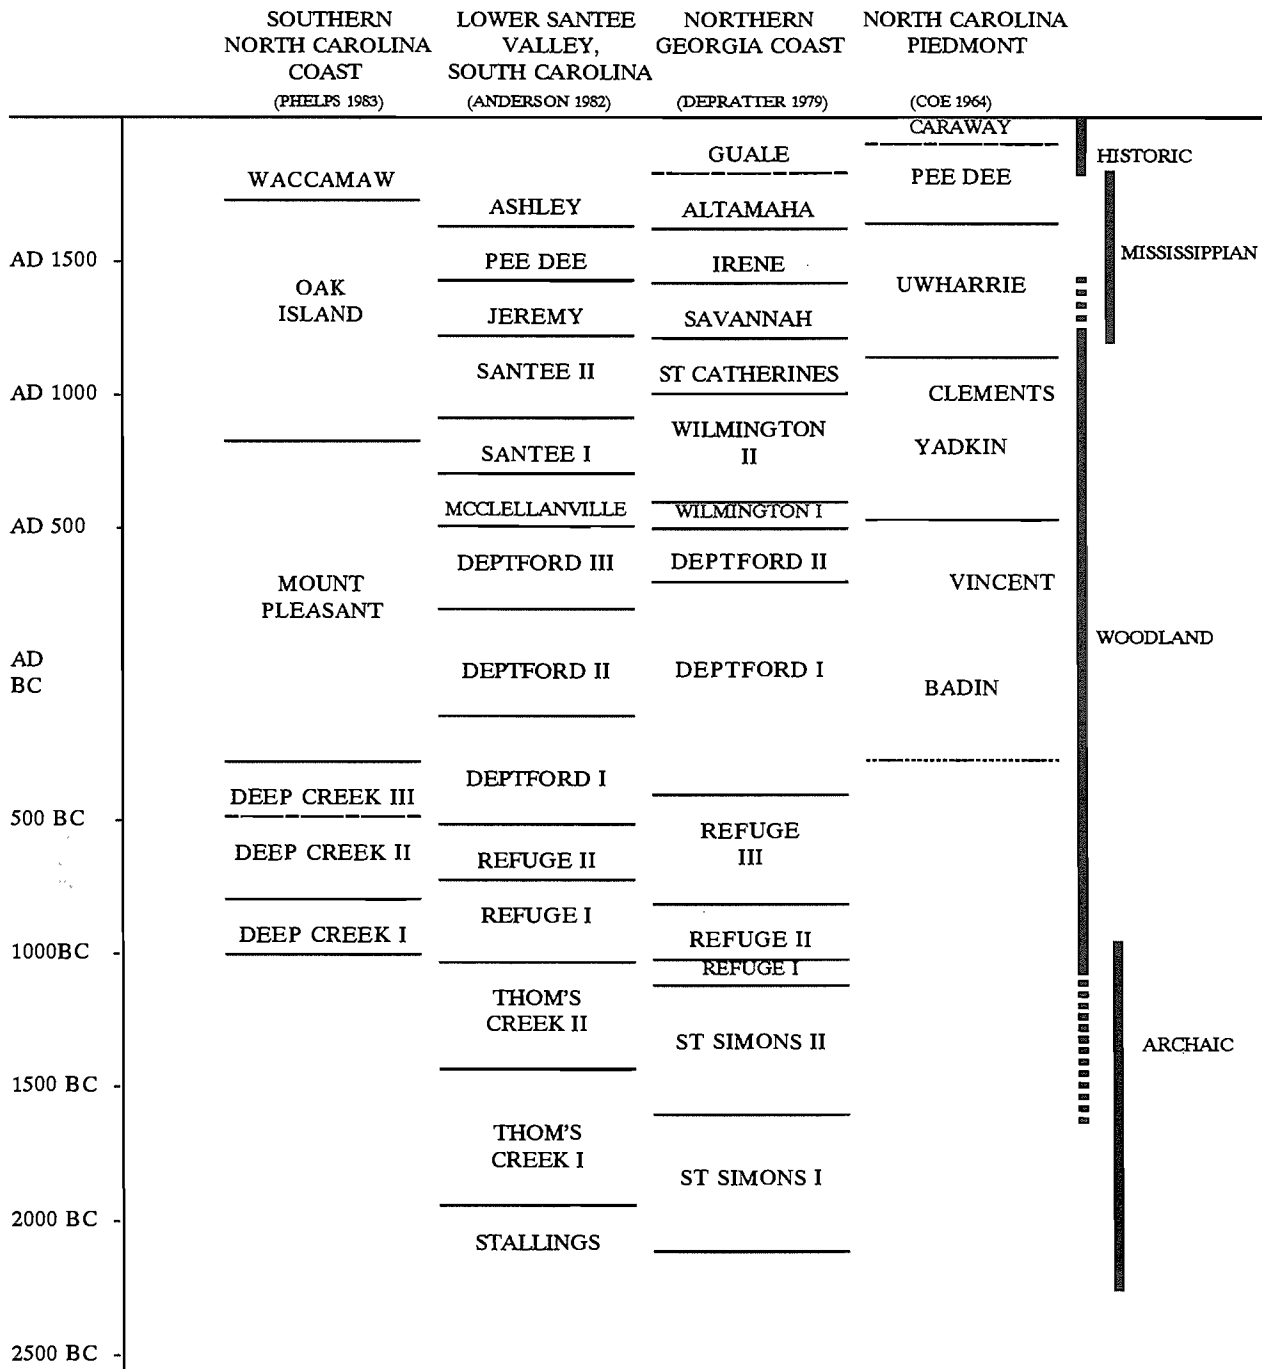 SOUTHERN
NORTH CAROLINA
COAST
(PHELPS 1983)
LOWER SANTEE
VALLEY,
SOUTH CAROLINA
(ANDERSON 1982)
NORTHERN
GEORGIA COAST
(DEPRATTER 1979)
NORTH CAROLINA
PIEDMONT
(COE 1964)
AD 1500
AD 1000
AD 500
AD
BC
500 BC
1000BC
1500 BC
2000 BC
2500 BC
WACCAMAW
OAK
ISLAND
MOUNT
PLEASANT
DEEP CREEK III
DEEP CREEK II
DEEP CREEK I
ASHLEY
PEE DEE
JEREMY
SANTEE II
SANTEE I
MCCLELLANVILLE
DEPTFORD III
DEPTFORD II
DEPTFORD I
REFUGE II
REFUGE I
THOM'S
CREEK II
THOM'S
CREEK I
STALLINGS
GUALE
ALTAMAHA
IRENE
SAVANNAH
ST CATHERINES
WILMINGTON
II
WILMINGTON I
DEPTFORD II
DEPTFORD I
REFUGE
III
REFUGE II
REFUGE I
ST SIMONS II
ST SIMONS I
CARAWAY
PEE DEE
UWHARRIE
CLEMENTS
YADKIN
VINCENT
BADIN
HISTORIC
MISSISSIPPIAN
WOODLAND
ARCHAIC